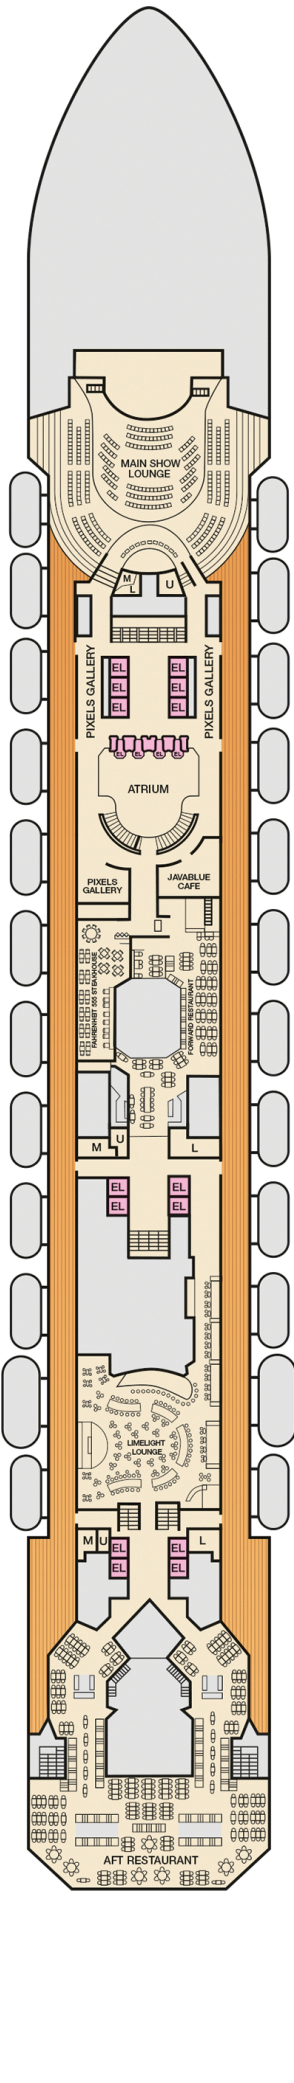 MAIN SHOW
LOUNGE
M
L
U
PIXELS GALLERY
PIXELS GALLERY
EL
EL
EL
EL
EL
EL
EL
EL
EL
EL
ATRIUM
PIXELS
GALLERY
JAVABLUE
CAFE
FAHRENHEIT 555 STEAKHOUSE
FORWARD RESTAURANT
M
U
L
EL
EL
EL
EL
LIMELIGHT
LOUNGE
M
U
L
EL
EL
EL
EL
AFT RESTAURANT